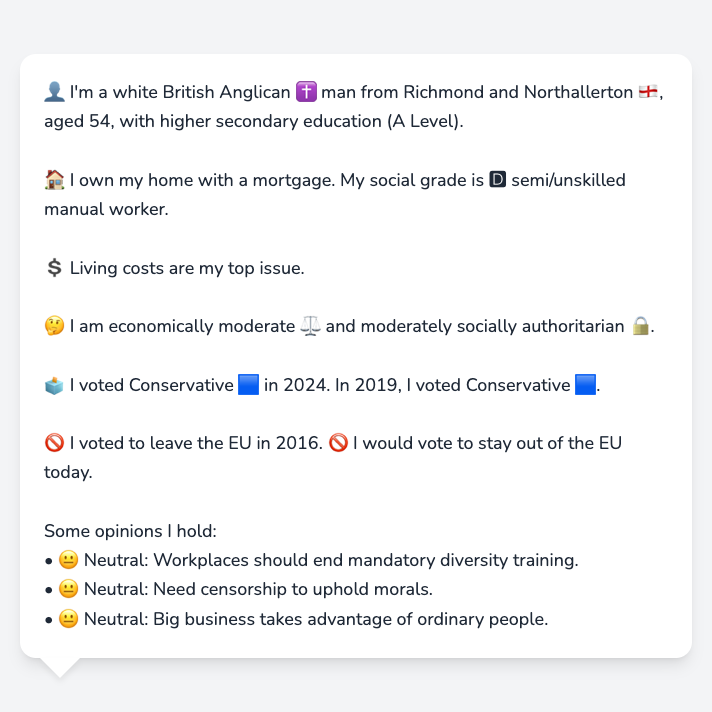 👤 I'm a white British Anglican ✝️ man from Richmond and Northallerton 🏴󠁧󠁢󠁥󠁮󠁧󠁿,
aged 54, with higher secondary education (A Level).
🏠 I own my home with a mortgage. My social grade is 🅳 semi/unskilled
manual worker.
💲 Living costs are my top issue.
🤔 I am economically moderate ⚖️ and moderately socially authoritarian 🔒.
🗳️ I voted Conservative 🟦 in 2024. In 2019, I voted Conservative 🟦.
🚫 I voted to leave the EU in 2016. 🚫 I would vote to stay out of the EU
today.
Some opinions I hold:
• 😐 Neutral: Workplaces should end mandatory diversity training.
• 😐 Neutral: Need censorship to uphold morals.
• 😐 Neutral: Big business takes advantage of ordinary people.